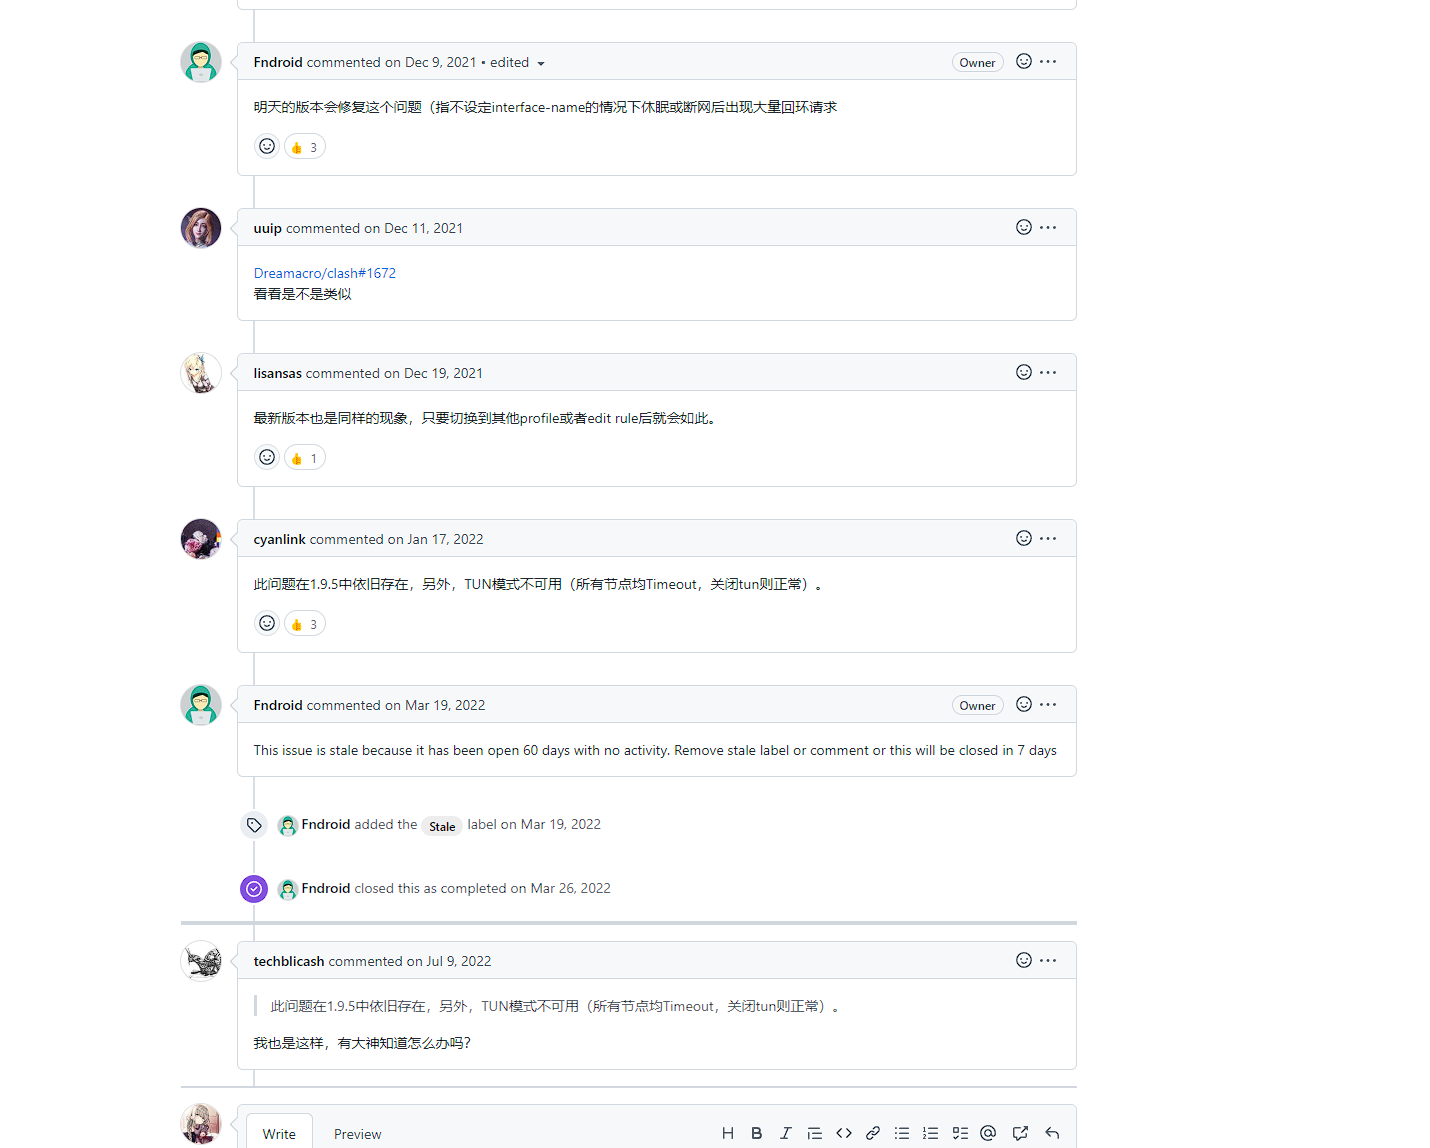 Fndroid commented on Dec 9, 2021 • edited
Owner
明天的版本会修复这个问题（指不设定interface-name的情况下休眠或断网后出现大量回环请求
👍 3
uuip commented on Dec 11, 2021
Dreamacro/clash#1672
看看是不是类似
lisansas commented on Dec 19, 2021
最新版本也是同样的现象，只要切换到其他profile或者edit rule后就会如此。
👍 1
cyanlink commented on Jan 17, 2022
此问题在1.9.5中依旧存在，另外，TUN模式不可用（所有节点均Timeout，关闭tun则正常）。
👍 3
Fndroid commented on Mar 19, 2022
Owner
This issue is stale because it has been open 60 days with no activity. Remove stale label or comment or this will be closed in 7 days
Fndroid added the Stale label on Mar 19, 2022
Fndroid closed this as completed on Mar 26, 2022
techblicash commented on Jul 9, 2022
此问题在1.9.5中依旧存在，另外，TUN模式不可用（所有节点均Timeout，关闭tun则正常）。
我也是这样，有大神知道怎么办吗？
Write Preview